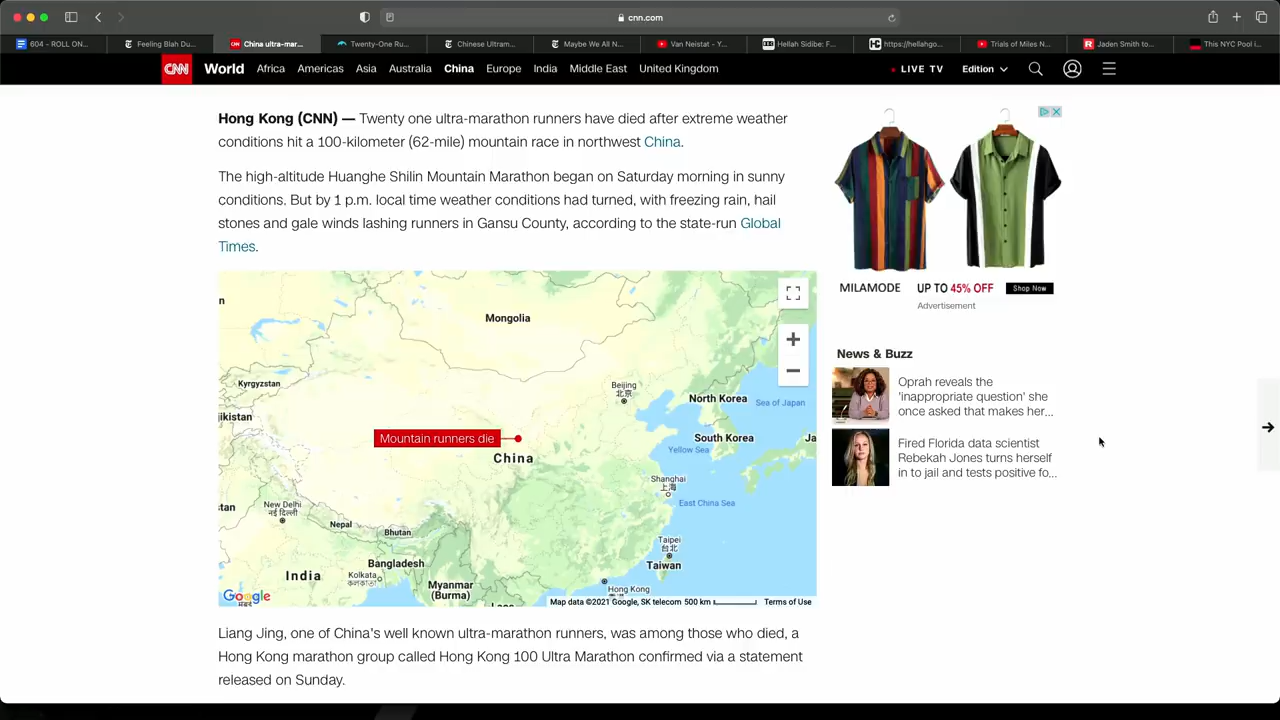 cnn.com
604 - ROLL ON...
Feeling Blah Du...
China ultra-mar...
Twenty-One Ru...
Chinese Ultram...
Maybe We All N...
Van Neistat - Y...
Hellah Sidibe: F...
https://hellahgo...
Trials of Miles N...
Jaden Smith to...
This NYC Pool i...
CNN World Africa Americas Asia Australia China Europe India Middle East United Kingdom LIVE TV Edition
Hong Kong (CNN) — Twenty one ultra-marathon runners have died after extreme weather
conditions hit a 100-kilometer (62-mile) mountain race in northwest China.
The high-altitude Huanghe Shilin Mountain Marathon began on Saturday morning in sunny
conditions. But by 1 p.m. local time weather conditions had turned, with freezing rain, hail
stones and gale winds lashing runners in Gansu County, according to the state-run Global
Times.
Mongolia
Kyrgyzstan
Beijing
北京
North Korea
Sea of Japan
jikistan
Mountain runners die
South Korea
Ja
Yellow Sea
China
Shanghai
上海
stan
New Delhi
नई दिल्ली
East China Sea
Nepal
Bhutan
Taipei
台北
Bangladesh
Taiwan
India
Kolkata
Myanmar
(Burma)
Hong Kong
Google
Map data ©2021 Google, SK telecom 500 km Terms of Use
Liang Jing, one of China's well known ultra-marathon runners, was among those who died, a
Hong Kong marathon group called Hong Kong 100 Ultra Marathon confirmed via a statement
released on Sunday.
MILAMODE UP TO 45% OFF Shop Now
Advertisement
News & Buzz
Oprah reveals the
'inappropriate question' she
once asked that makes her...
Fired Florida data scientist
Rebekah Jones turns herself
in to jail and tests positive fo...